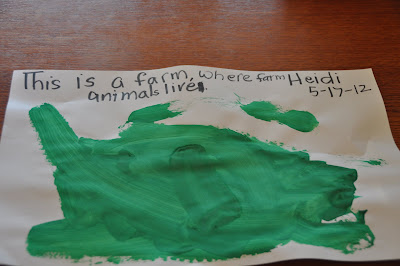 This is a farm, where farm Heidi
animals live. 5-17-12